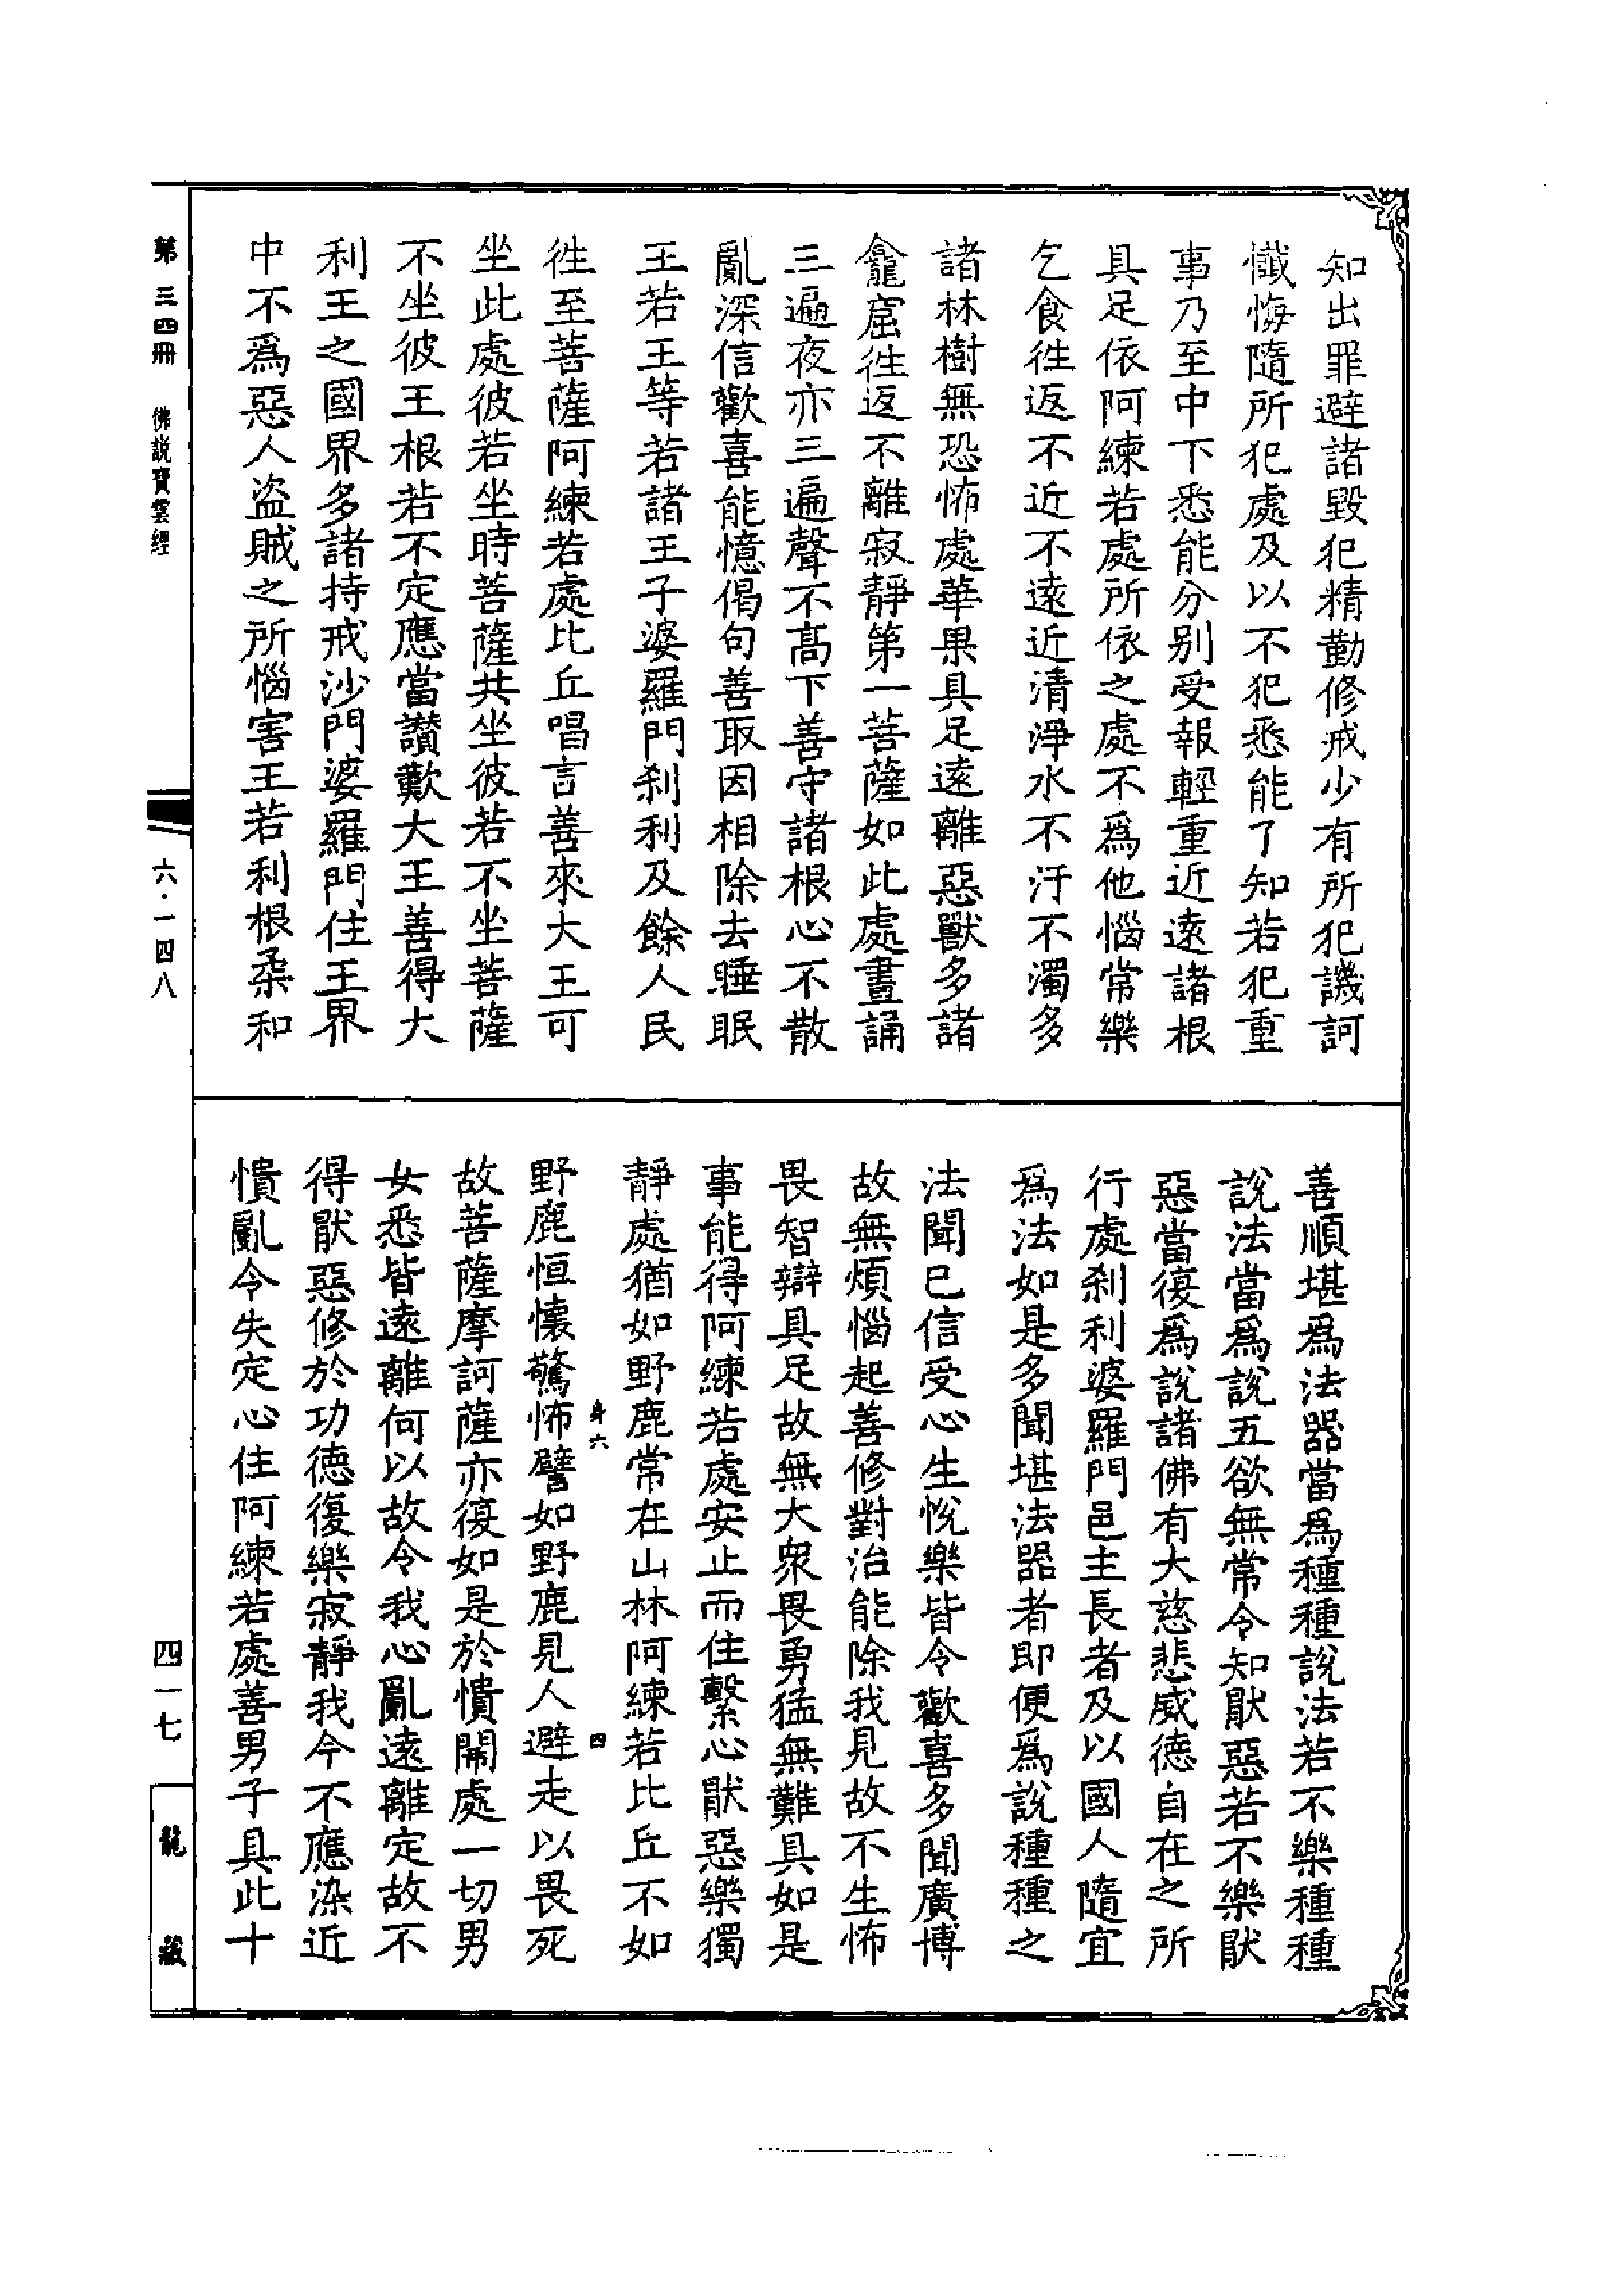 知出罪避諸毀犯精勤修戒少有所犯譏訶
懺悔隨所犯處及以不犯悉能了知若犯重
事乃至中下悉能分別受報輕重近遠諸根
具足依阿練若處所依之處不為他惱常樂
乞食徃返不近不遠近清淨水不汙不濁多
諸林樹無恐怖處華果具足遠離惡獸多諸
龕窟徃返不離寂靜第一菩薩如此處晝誦
三遍夜亦三遍聲不高下善守諸根心不散
亂深信歡喜能憶偈句善取因相除去睡眠
王若王等若諸王子婆羅門刹利及餘人民
徃至菩薩阿練若處比丘唱言善來大王可
坐此處彼若坐時菩薩共坐彼若不坐菩薩
不坐彼王根若不定應當讚歎大王善得大
利王之國界多諸持戒沙門婆羅門住王界
中不爲惡人盜賊之所惱害王若利根柔和
善順堪爲法器當爲種種說法若不樂種種
說法當爲說五欲無常令知猒惡若不樂猒
惡當復爲說諸佛有大慈悲威德自在之所
行處刹利婆羅門邑主長者及以國人隨宜
爲法如是多聞堪法器者即便爲說種種之
法聞已信受心生悅樂皆令歡喜多聞廣博
故無煩惱起善修對治能除我見故不生怖
畏智辯具足故無大衆畏勇猛無難具如是
事能得阿練若處安止而住繫心猒惡樂獨
靜處猶如野鹿常在山林阿練若比丘不如
身六
四
野鹿恒懷驚怖譬如野鹿見人避走以畏死
故菩薩摩訶薩亦復如是於憒閙處一切男
女悉皆遠離何以故令我心亂遠離定故不
得猒惡修於功德復樂寂靜我今不應染近
憒亂令失定心住阿練若處善男子具此十
第三四冊
佛說寶雲經
六·一四八
四一七
龍藏